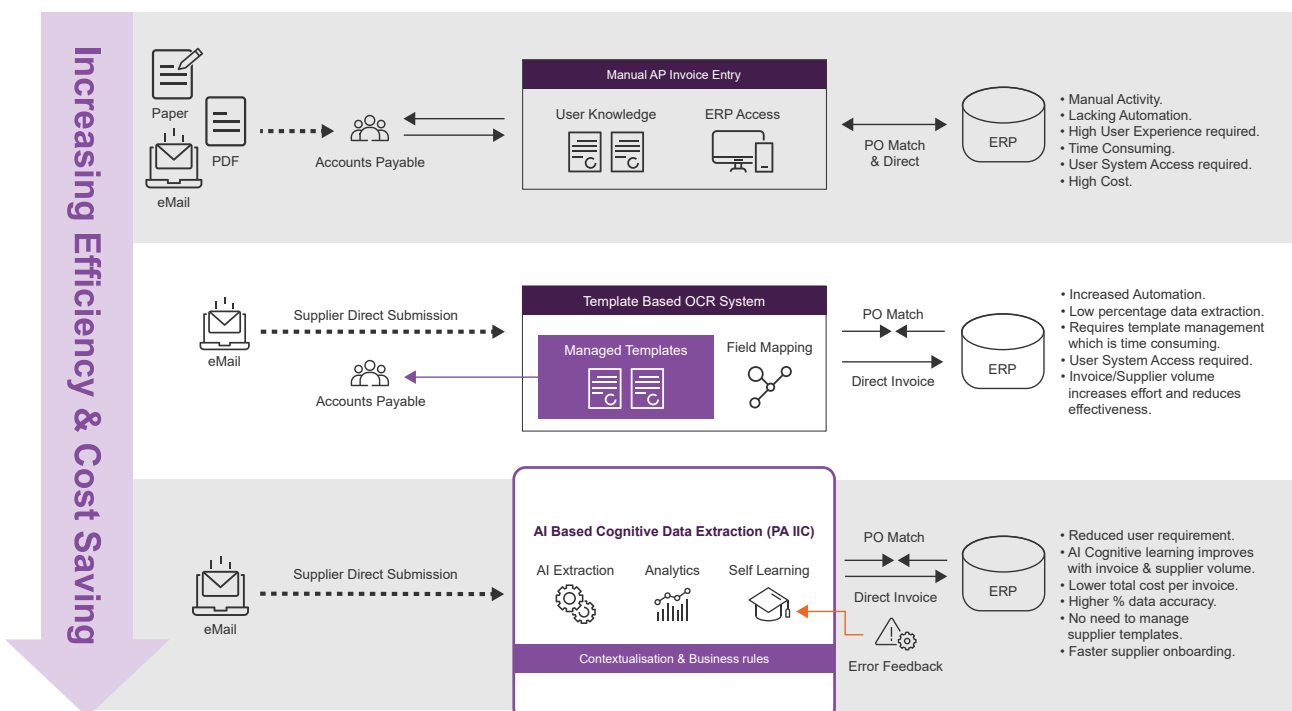 Increasing Efficiency & Cost Saving
Paper
PDF
eMail
Accounts Payable
Manual AP Invoice Entry
User Knowledge
ERP Access
PO Match
& Direct
ERP
• Manual Activity.
• Lacking Automation.
• High User Experience required.
• Time Consuming.
• User System Access required.
• High Cost.
eMail
Supplier Direct Submission
Accounts Payable
Template Based OCR System
Managed Templates
Field Mapping
PO Match
Direct Invoice
ERP
• Increased Automation.
• Low percentage data extraction.
• Requires template management
which is time consuming.
• User System Access required.
• Invoice/Supplier volume
increases effort and reduces
effectiveness.
eMail
Supplier Direct Submission
AI Based Cognitive Data Extraction (PA IIC)
AI Extraction
Analytics
Self Learning
Contextualisation & Business rules
PO Match
Direct Invoice
Error Feedback
ERP
• Reduced user requirement.
• AI Cognitive learning improves
with invoice & supplier volume.
• Lower total cost per invoice.
• Higher % data accuracy.
• No need to manage
supplier templates.
• Faster supplier onboarding.